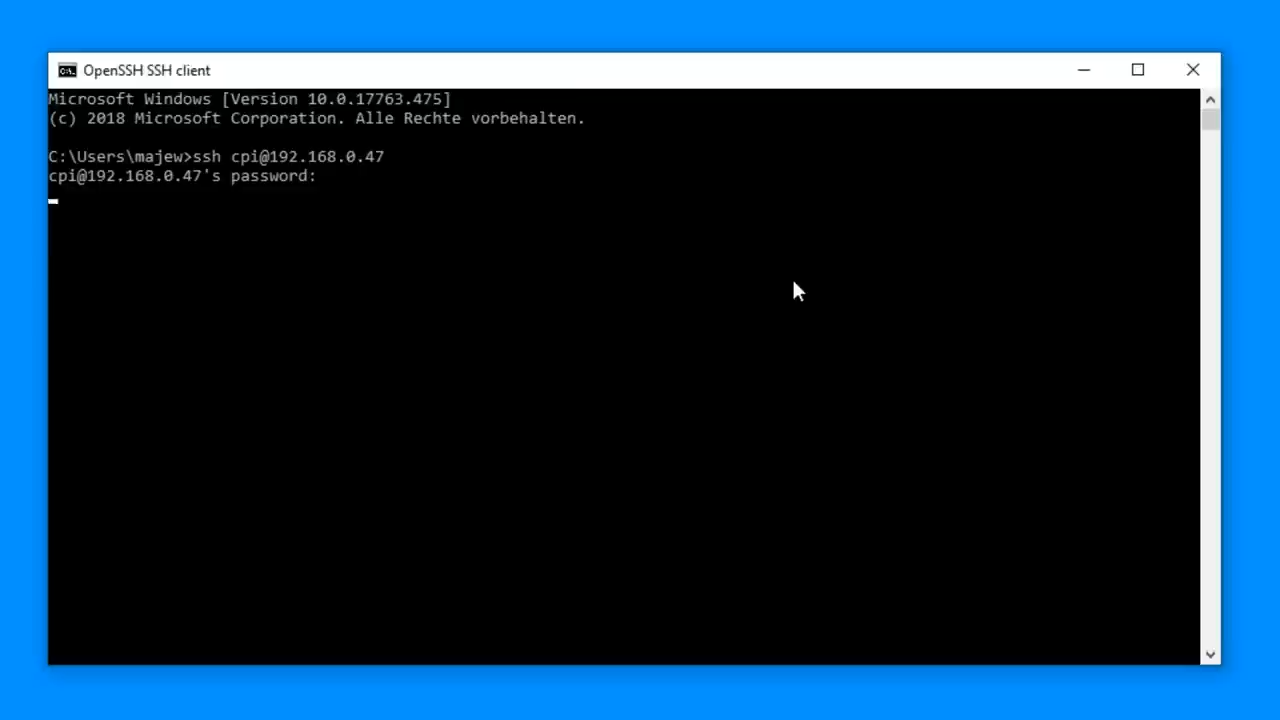 OpenSSH SSH client
Microsoft Windows [Version 10.0.17763.475]
(c) 2018 Microsoft Corporation. Alle Rechte vorbehalten.
C:\Users\majew>ssh cpi@192.168.0.47
cpi@192.168.0.47's password: